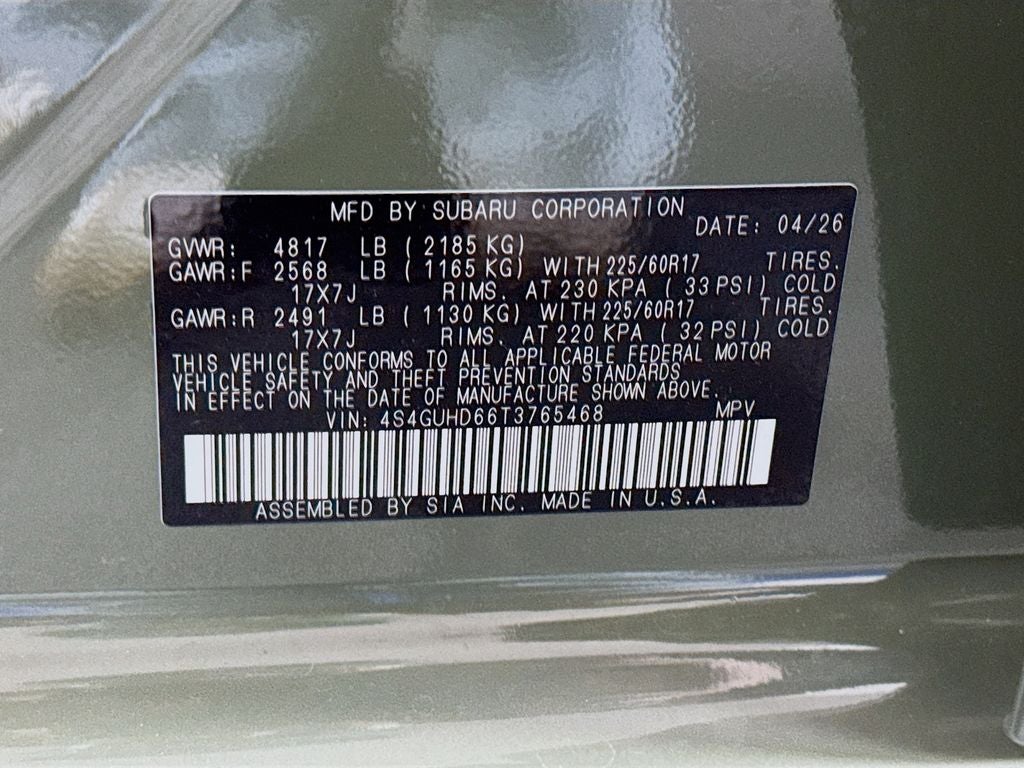 MFD BY SUBARU CORPORATION
DATE: 04/26
GVWR: 4817 LB ( 2185 KG)
GAWR:F 2568 LB ( 1165 KG) WITH 225/60R17 TIRES.
17X7J RIMS. AT 230 KPA ( 33 PSI) COLD
GAWR:R 2491 LB ( 1130 KG) WITH 225/60R17 TIRES.
17X7J RIMS. AT 220 KPA ( 32 PSI) COLD
THIS VEHICLE CONFORMS TO ALL APPLICABLE FEDERAL MOTOR
VEHICLE SAFETY AND THEFT PREVENTION STANDARDS
IN EFFECT ON THE DATE OF MANUFACTURE SHOWN ABOVE.
VIN: 4S4GUHD66T3765468 MPV
ASSEMBLED BY SIA INC. MADE IN U.S.A.